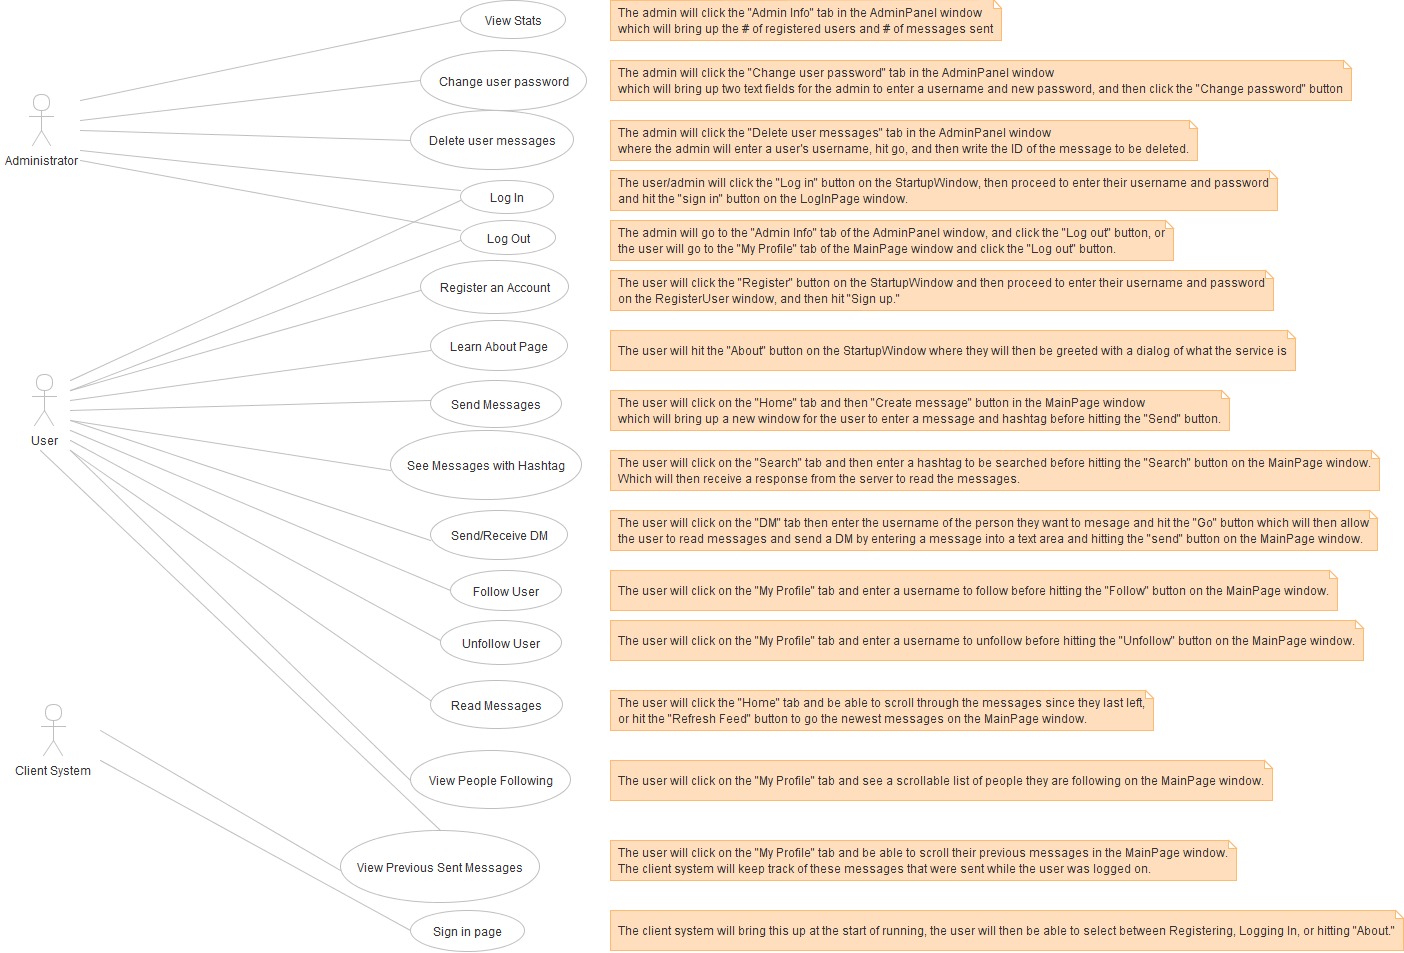 View Stats
The admin will click the "Admin Info" tab in the AdminPanel window
which will bring up the # of registered users and # of messages sent
Change user password
The admin will click the "Change user password" tab in the AdminPanel window
which will bring up two text fields for the admin to enter a username and new password, and then click the "Change password" button
Administrator
Delete user messages
The admin will click the "Delete user messages" tab in the AdminPanel window
where the admin will enter a user's username, hit go, and then write the ID of the message to be deleted.
Log In
The user/admin will click the "Log in" button on the StartupWindow, then proceed to enter their username and password
and hit the "sign in" button on the LogInPage window.
Log Out
The admin will go to the "Admin Info" tab of the AdminPanel window, and click the "Log out" button, or
the user will go to the "My Profile" tab of the MainPage window and click the "Log out" button.
Register an Account
The user will click the "Register" button on the StartupWindow and then proceed to enter their username and password
on the RegisterUser window, and then hit "Sign up."
Learn About Page
The user will hit the "About" button on the StartupWindow where they will then be greeted with a dialog of what the service is
Send Messages
The user will click on the "Home" tab and then "Create message" button in the MainPage window
which will bring up a new window for the user to enter a message and hashtag before hitting the "Send" button.
User
See Messages with Hashtag
The user will click on the "Search" tab and then enter a hashtag to be searched before hitting the "Search" button on the MainPage window.
Which will then receive a response from the server to read the messages.
Send/Receive DM
The user will click on the "DM" tab then enter the username of the person they want to mesage and hit the "Go" button which will then allow
the user to read messages and send a DM by entering a message into a text area and hitting the "send" button on the MainPage window.
Follow User
The user will click on the "My Profile" tab and enter a username to follow before hitting the "Follow" button on the MainPage window.
Unfollow User
The user will click on the "My Profile" tab and enter a username to unfollow before hitting the "Unfollow" button on the MainPage window.
Read Messages
The user will click the "Home" tab and be able to scroll through the messages since they last left,
or hit the "Refresh Feed" button to go the newest messages on the MainPage window.
Client System
View People Following
The user will click on the "My Profile" tab and see a scrollable list of people they are following on the MainPage window.
View Previous Sent Messages
The user will click on the "My Profile" tab and be able to scroll their previous messages in the MainPage window.
The client system will keep track of these messages that were sent while the user was logged on.
Sign in page
The client system will bring this up at the start of running, the user will then be able to select between Registering, Logging In, or hitting "About."